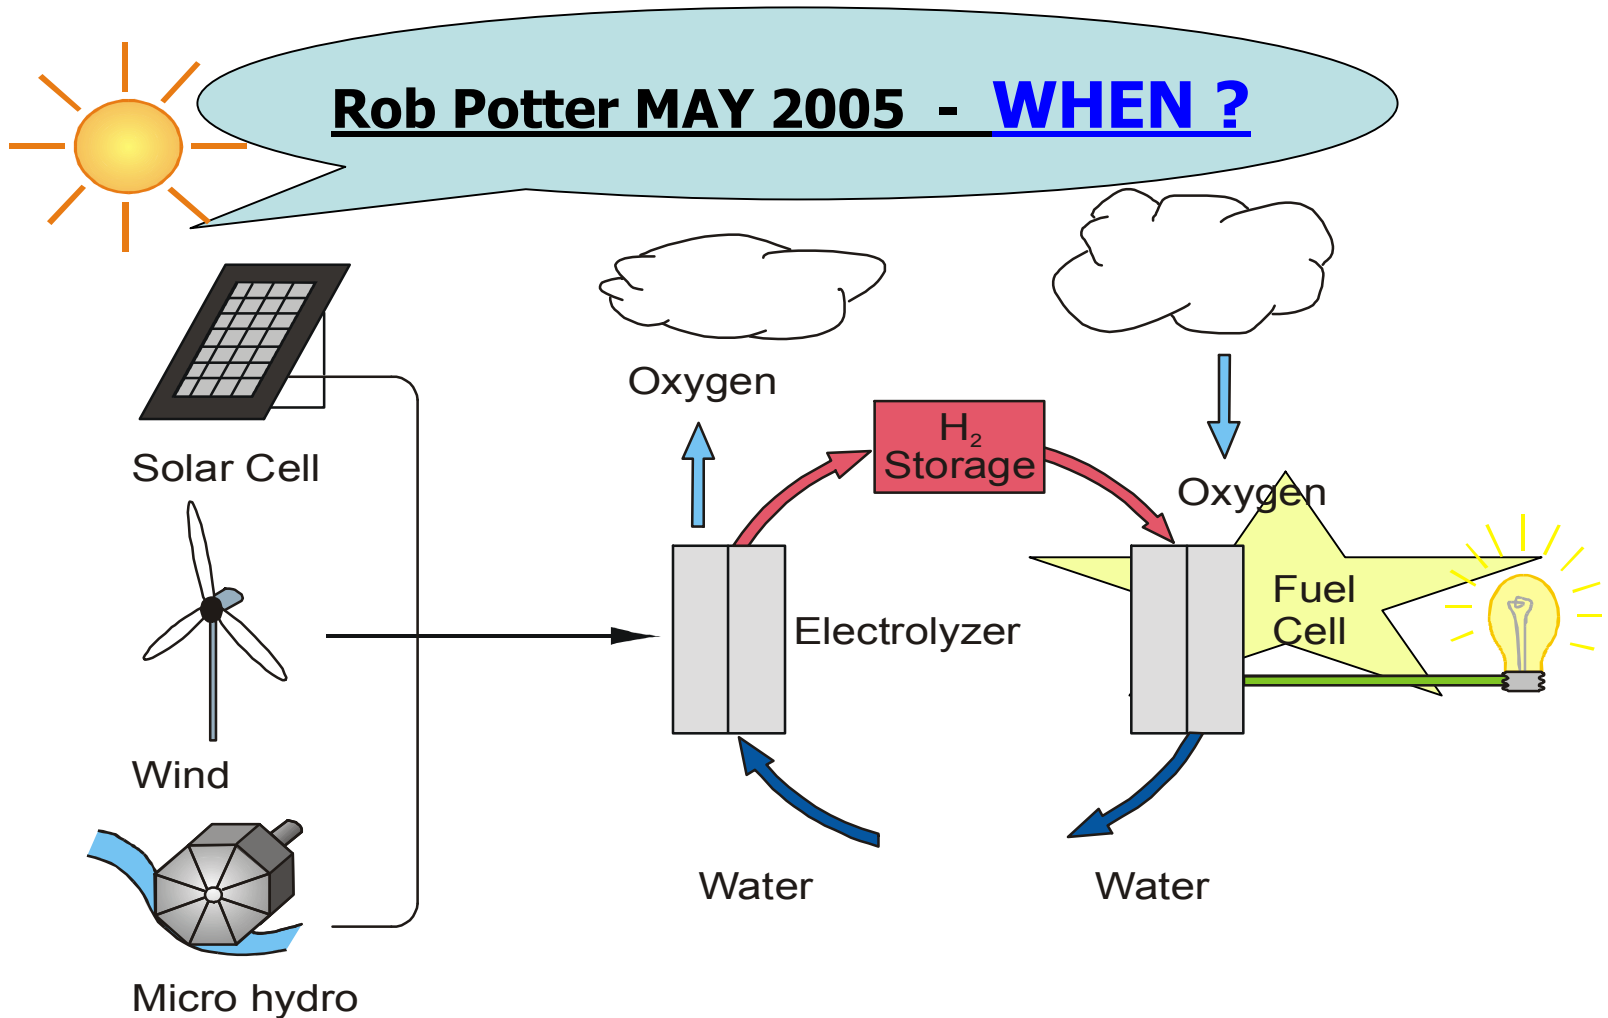 Rob Potter MAY 2005 - WHEN ?
Oxygen
H₂
Storage
Solar Cell
Oxygen
Electrolyzer
Fuel
Cell
Wind
Water
Water
Micro hydro